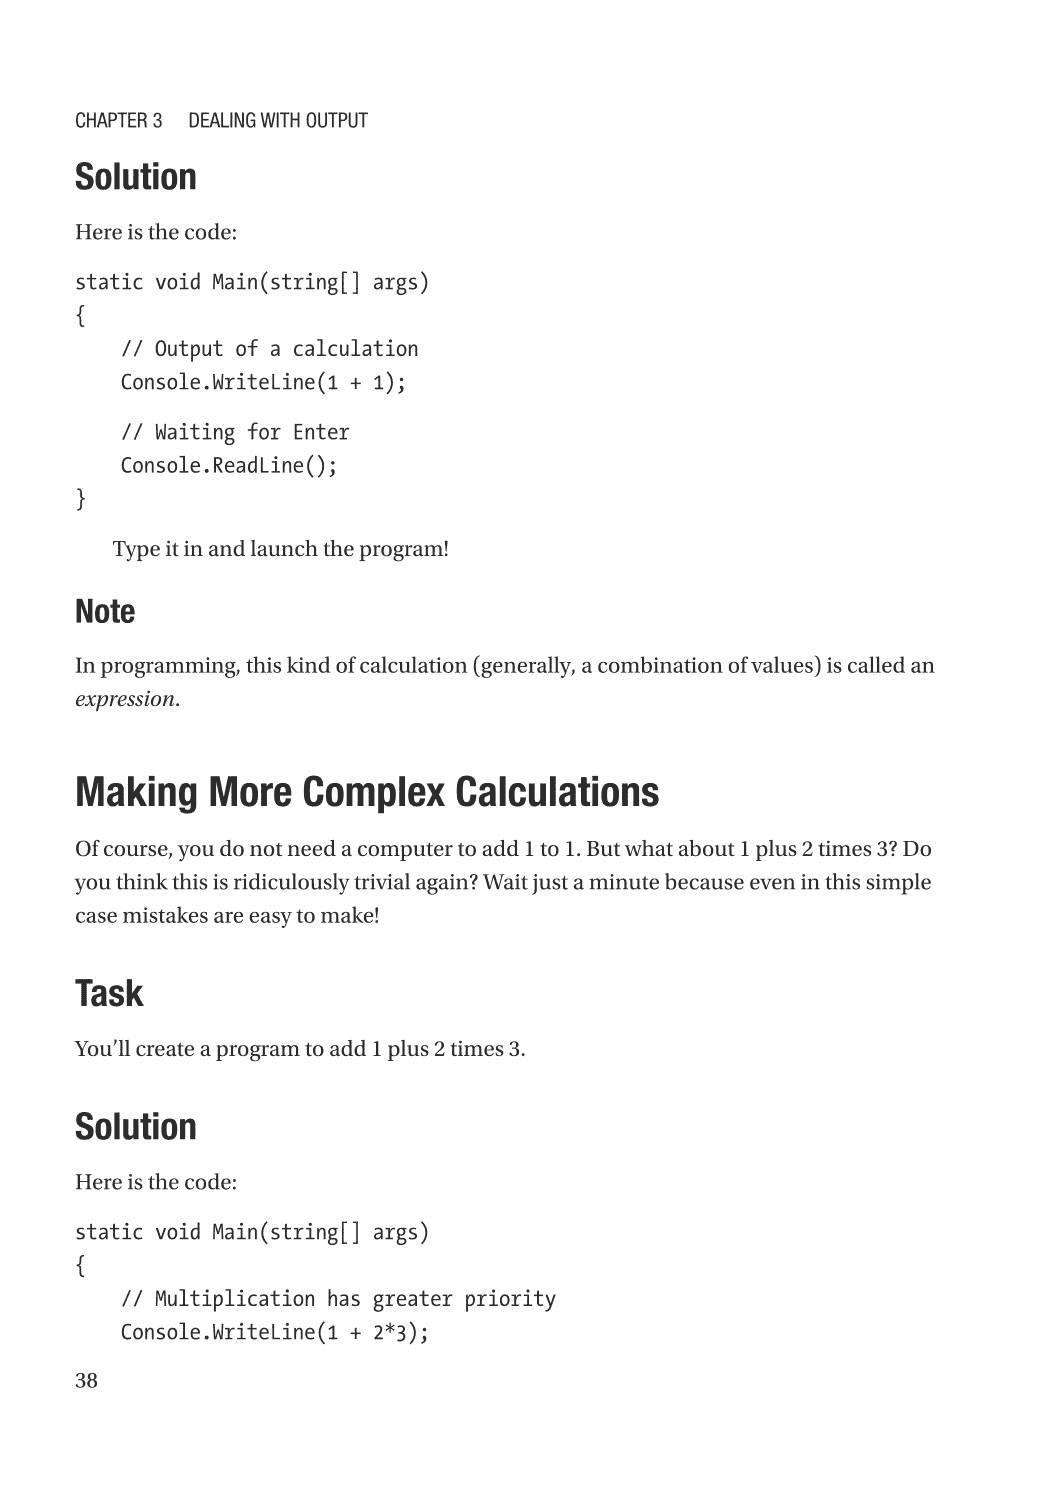 CHAPTER 3 DEALING WITH OUTPUT
Solution
Here is the code:
static void Main(string[] args)
{
// Output of a calculation
Console.WriteLine(1 + 1);
// Waiting for Enter
Console.ReadLine();
}
Type it in and launch the program!
Note
In programming, this kind of calculation (generally, a combination of values) is called an
expression.
Making More Complex Calculations
Of course, you do not need a computer to add 1 to 1. But what about 1 plus 2 times 3? Do
you think this is ridiculously trivial again? Wait just a minute because even in this simple
case mistakes are easy to make!
Task
You’ll create a program to add 1 plus 2 times 3.
Solution
Here is the code:
static void Main(string[] args)
{
// Multiplication has greater priority
Console.WriteLine(1 + 2*3);
38